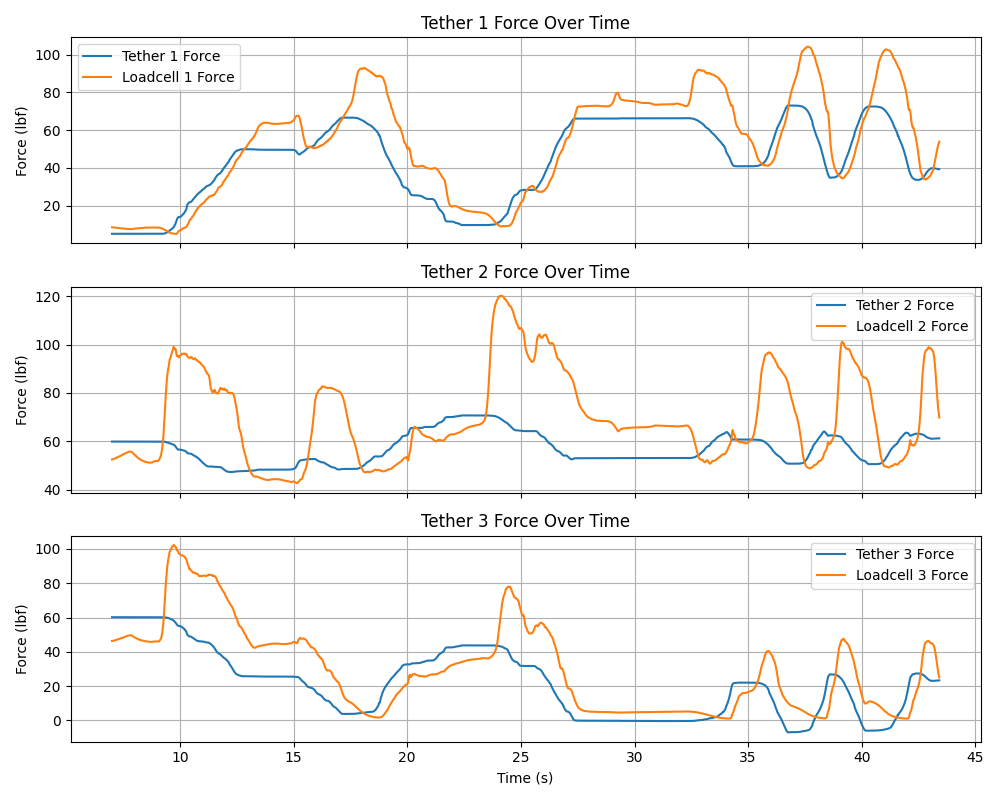 Tether 1 Force Over Time
Force (lbf)
100
80
60
40
20
Tether 1 Force
Loadcell 1 Force
Tether 2 Force Over Time
Force (lbf)
120
100
80
60
40
Tether 2 Force
Loadcell 2 Force
Tether 3 Force Over Time
Force (lbf)
100
80
60
40
20
0
Tether 3 Force
Loadcell 3 Force
10 15 20 25 30 35 40 45
Time (s)